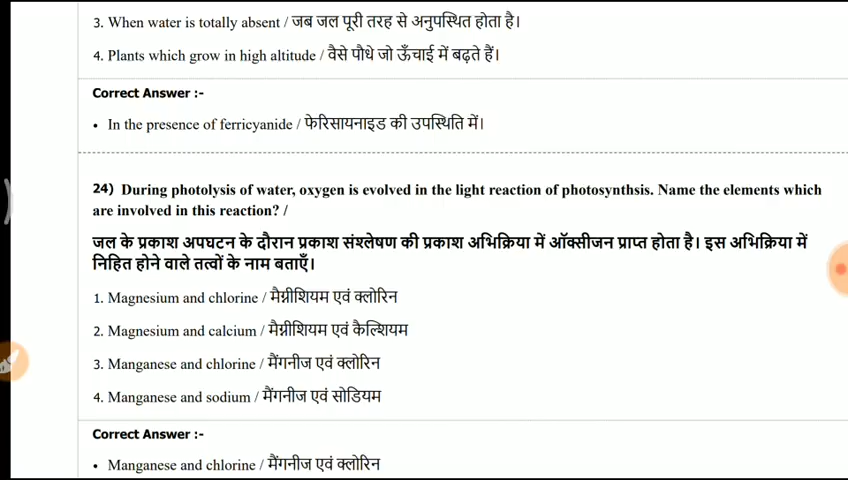 3. When water is totally absent / जब जल पूरी तरह से अनुपस्थित होता है।
4. Plants which grow in high altitude / वैसे पौधे जो ऊँचाई में बढ़ते हैं।
Correct Answer :-
• In the presence of ferricyanide / फेरिसायनाइड की उपस्थिति में।
24) During photolysis of water, oxygen is evolved in the light reaction of photosynthsis. Name the elements which
are involved in this reaction? /
जल के प्रकाश अपघटन के दौरान प्रकाश संश्लेषण की प्रकाश अभिक्रिया में ऑक्सीजन प्राप्त होता है। इस अभिक्रिया में
निहित होने वाले तत्वों के नाम बताएँ।
1. Magnesium and chlorine / मैग्नीशियम एवं क्लोरिन
2. Magnesium and calcium / मैग्नीशियम एवं कैल्शियम
3. Manganese and chlorine / मैंगनीज एवं क्लोरिन
4. Manganese and sodium / मैंगनीज एवं सोडियम
Correct Answer :-
• Manganese and chlorine / मैंगनीज एवं क्लोरिन